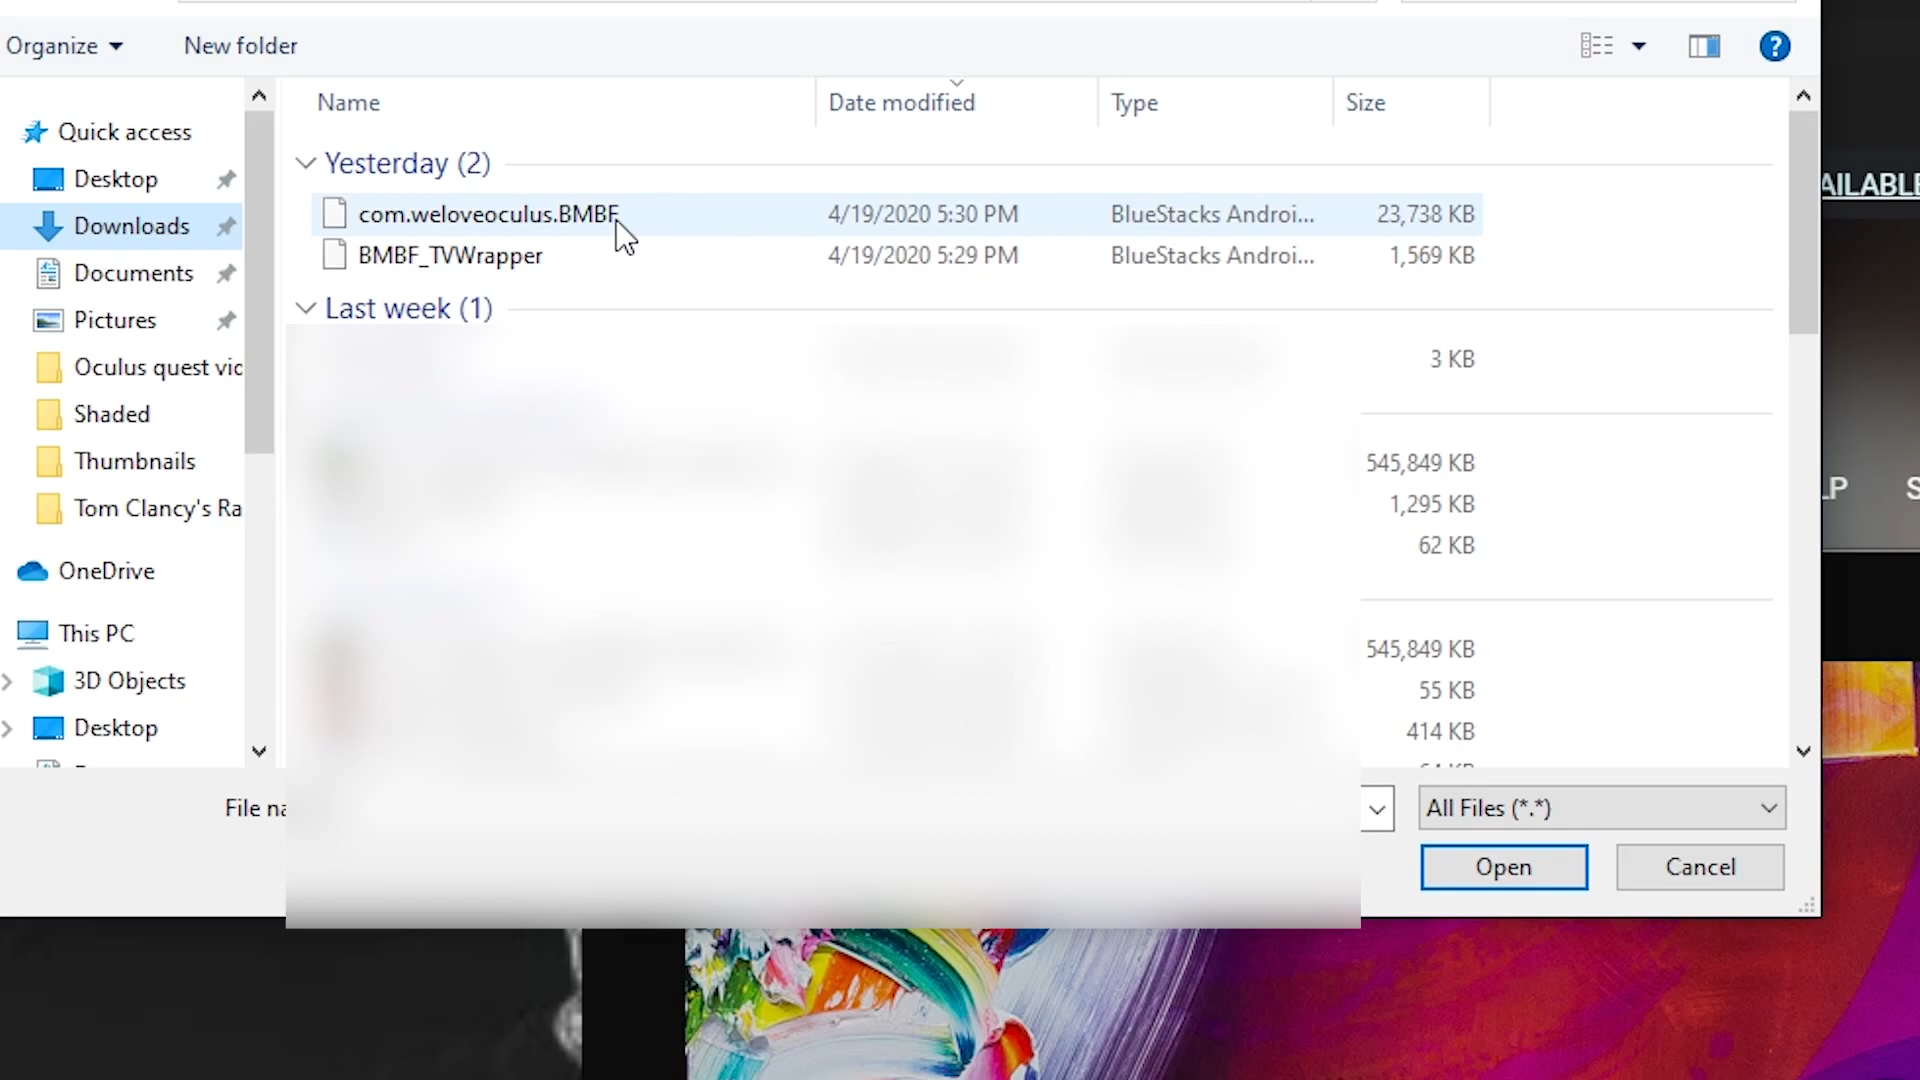 Organize
New folder
?
Name
Date modified
Type
Size
Quick access
Desktop
Downloads
Documents
Pictures
Oculus quest vic
Shaded
Thumbnails
Tom Clancy's Ra
OneDrive
This PC
3D Objects
Desktop
Yesterday (2)
com.weloveoculus.BMBF 4/19/2020 5:30 PM BlueStacks Androi... 23,738 KB
BMBF_TVWrapper 4/19/2020 5:29 PM BlueStacks Androi... 1,569 KB
Last week (1)
3 KB
545,849 KB
1,295 KB
62 KB
545,849 KB
55 KB
414 KB
File na
All Files (*.*)
Open
Cancel
AILABLE
LP
S